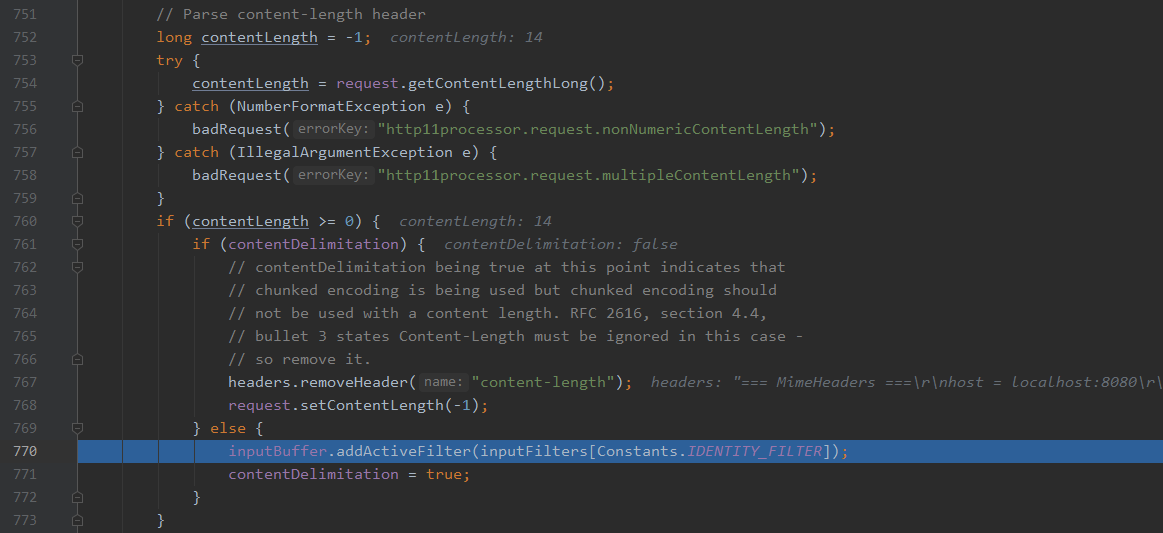 751 // Parse content-length header
752 long contentLength = -1; contentLength: 14
753 try {
754 contentLength = request.getContentLengthLong();
755 } catch (NumberFormatException e) {
756 badRequest( errorKey: "http11processor.request.nonNumericContentLength");
757 } catch (IllegalArgumentException e) {
758 badRequest( errorKey: "http11processor.request.multipleContentLength");
759 }
760 if (contentLength >= 0) { contentLength: 14
761 if (contentDelimitation) { contentDelimitation: false
762 // contentDelimitation being true at this point indicates that
763 // chunked encoding is being used but chunked encoding should
764 // not be used with a content length. RFC 2616, section 4.4,
765 // bullet 3 states Content-Length must be ignored in this case -
766 // so remove it.
767 headers.removeHeader( name: "content-length"); headers: "=== MimeHeaders ===\r\nhost = localhost:8080\r\
768 request.setContentLength(-1);
769 } else {
770 inputBuffer.addActiveFilter(inputFilters[Constants.IDENTITY_FILTER]);
771 contentDelimitation = true;
772 }
773 }